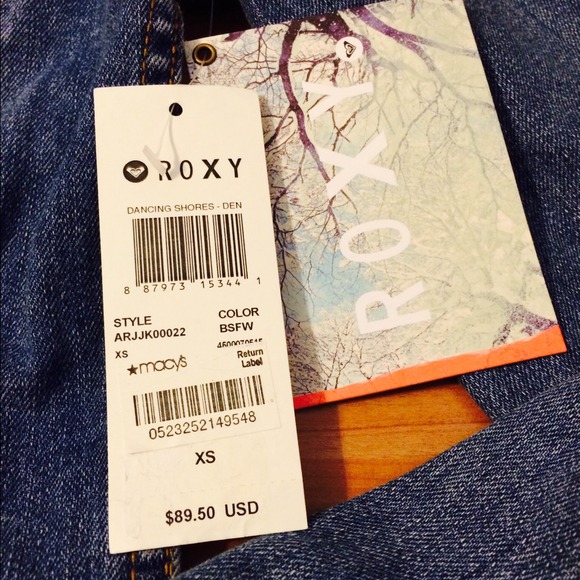 ROXY
DANCING SHORES - DEN
8 87973 15344 1
STYLE COLOR
ARJJK00022 BSFW
XS 4500070515
macy's Return
Label
0523252149548
XS
$89.50 USD
ROXY